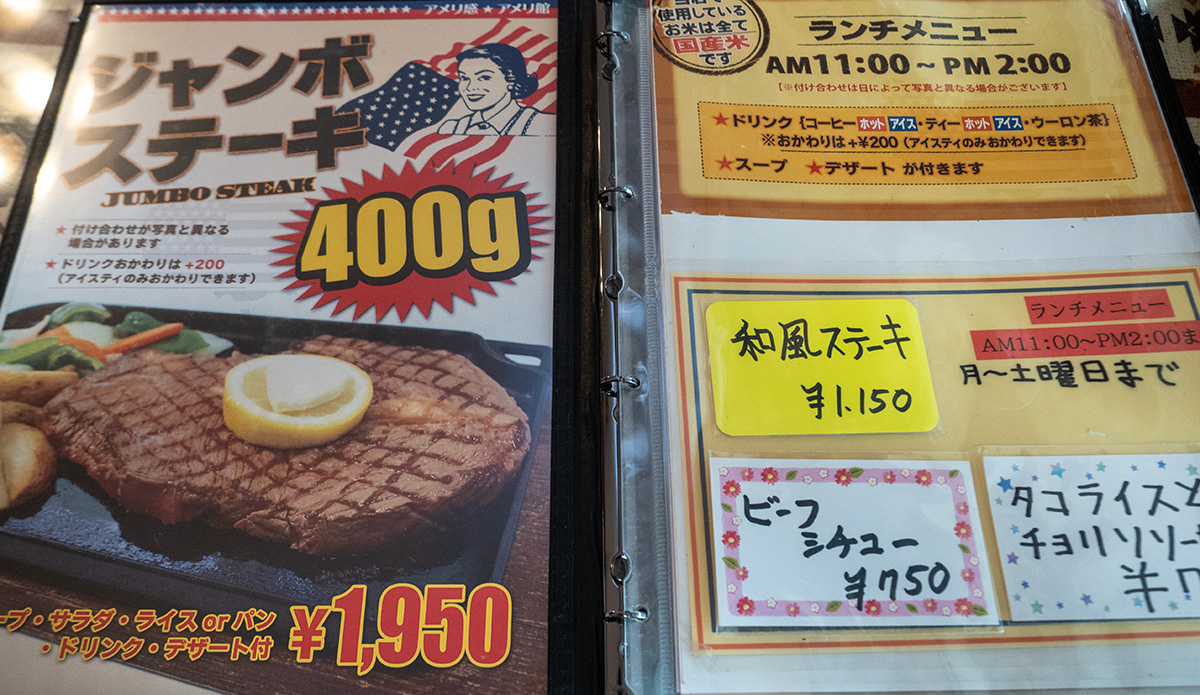 アメリ感★アメリ館
ジャンボ
ステーキ
JUMBO STEAK
400g
★付け合わせが写真と異なる
場合があります
★ドリンクおかわりは +200
（アイスティのみおかわりできます）
プ・サラダ・ライス or パン
・ドリンク・デザート付
¥1,950
使用している
お米は全て
国産米
です
ランチメニュー
AM11:00～PM2:00
【※付け合わせは日によって写真と異なる場合がございます】
★ドリンク {コーヒー ホット アイス・ティー ホット アイス・ウーロン茶}
※おかわりは+¥200（アイスティのみおかわりできます）
★スープ ★デザート が付きます
ランチメニュー
AM11:00～PM2:00ま
月～土曜日まで
和風ステーキ
¥1.150
ビーフ
シチュー
¥750
タコライスと
チョリソソー
¥7